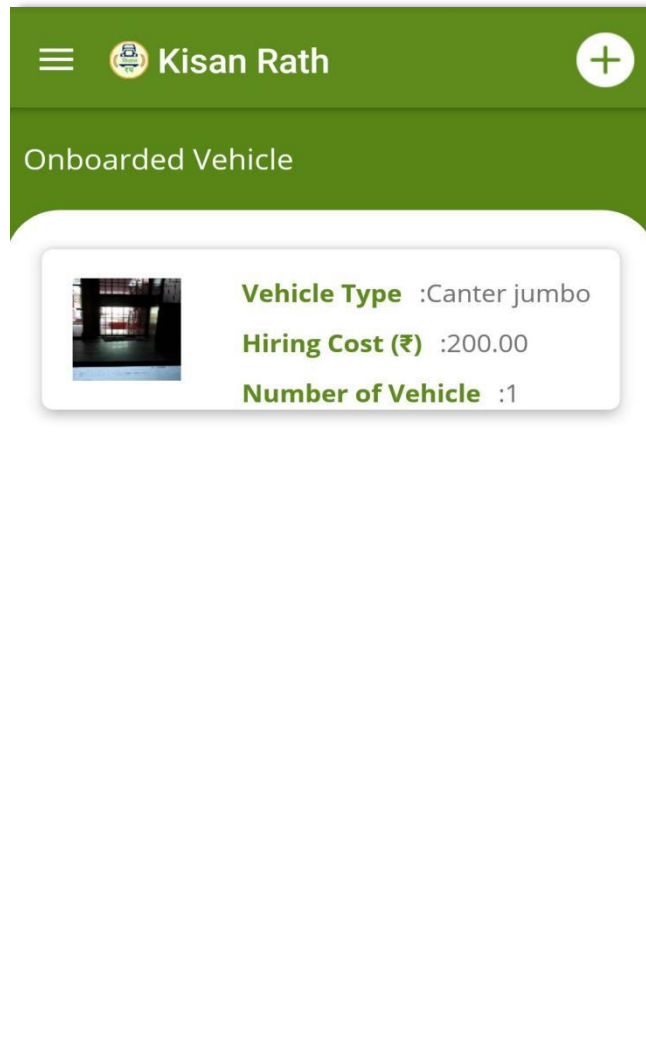 Kisan Rath
Onboarded Vehicle
Vehicle Type :Canter jumbo
Hiring Cost (₹) :200.00
Number of Vehicle :1